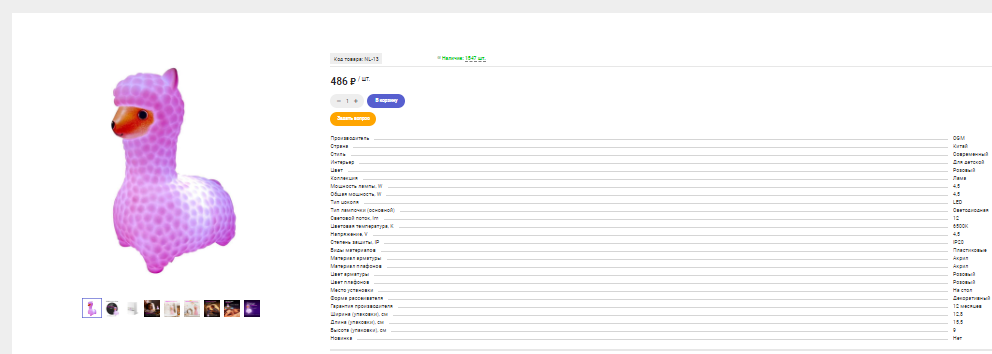 Код товара: NL-13
Наличие: 1547 шт.
486 ₽ / шт.
− 1 +
В корзину
Задать вопрос
Производитель OGM
Страна Китай
Стиль Современный
Интерьер Для детской
Цвет Розовый
Коллекция Лама
Мощность лампы, W 4.5
Общая мощность, W 4.5
Тип цоколя LED
Тип лампочки (основной) Светодиодная
Световой поток, lm 12
Цветовая температура, K 6500K
Напряжение, V 4.5
Степень защиты, IP IP20
Виды материалов Пластиковые
Материал арматуры Акрил
Материал плафонов Акрил
Цвет арматуры Розовый
Цвет плафонов Розовый
Место установки На стол
Форма рассеивателя Декоративный
Гарантия производителя 12 месяцев
Ширина (упаковки), см 12,5
Длина (упаковки), см 15,5
Высота (упаковки), см 9
Новинка Нет